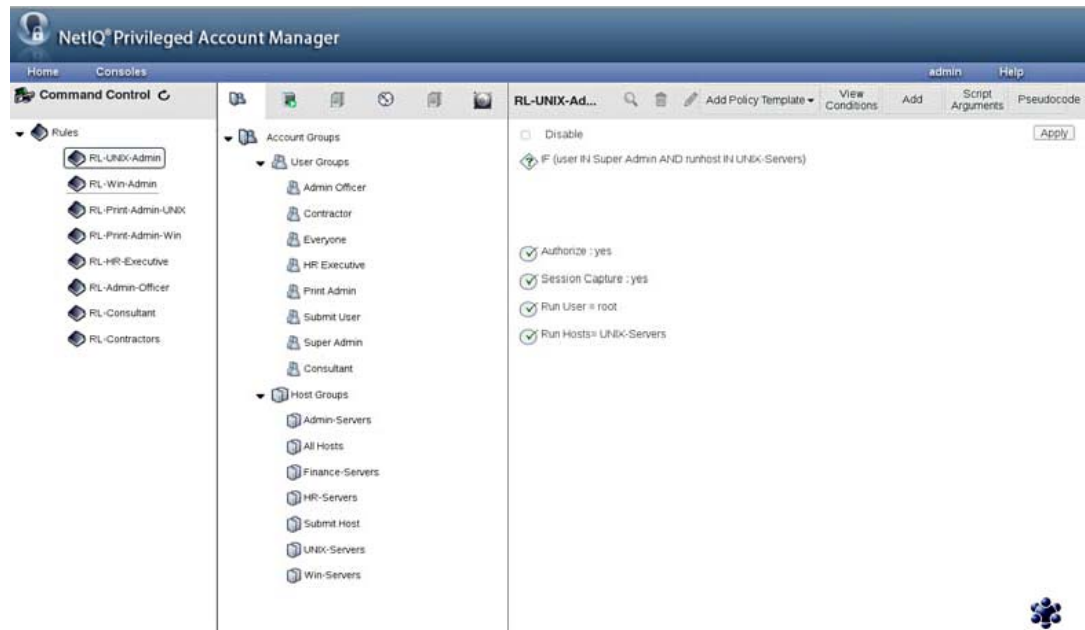 NetIQ® Privileged Account Manager
Home Consoles admin Help
Command Control
Rules
RL-UNIX-Admin
RL-Win-Admin
RL-Print-Admin-UNIX
RL-Print-Admin-Win
RL-HR-Executive
RL-Admin-Officer
RL-Consultant
RL-Contractors
Account Groups
User Groups
Admin Officer
Contractor
Everyone
HR Executive
Print Admin
Submit User
Super Admin
Consultant
Host Groups
Admin-Servers
All Hosts
Finance-Servers
HR-Servers
Submit Host
UNIX-Servers
Win-Servers
RL-UNIX-Ad... Add Policy Template View Conditions Add Script Arguments Pseudocode
Disable Apply
IF (user IN Super Admin AND runhost IN UNIX-Servers)
Authorize : yes
Session Capture : yes
Run User = root
Run Hosts= UNIX-Servers